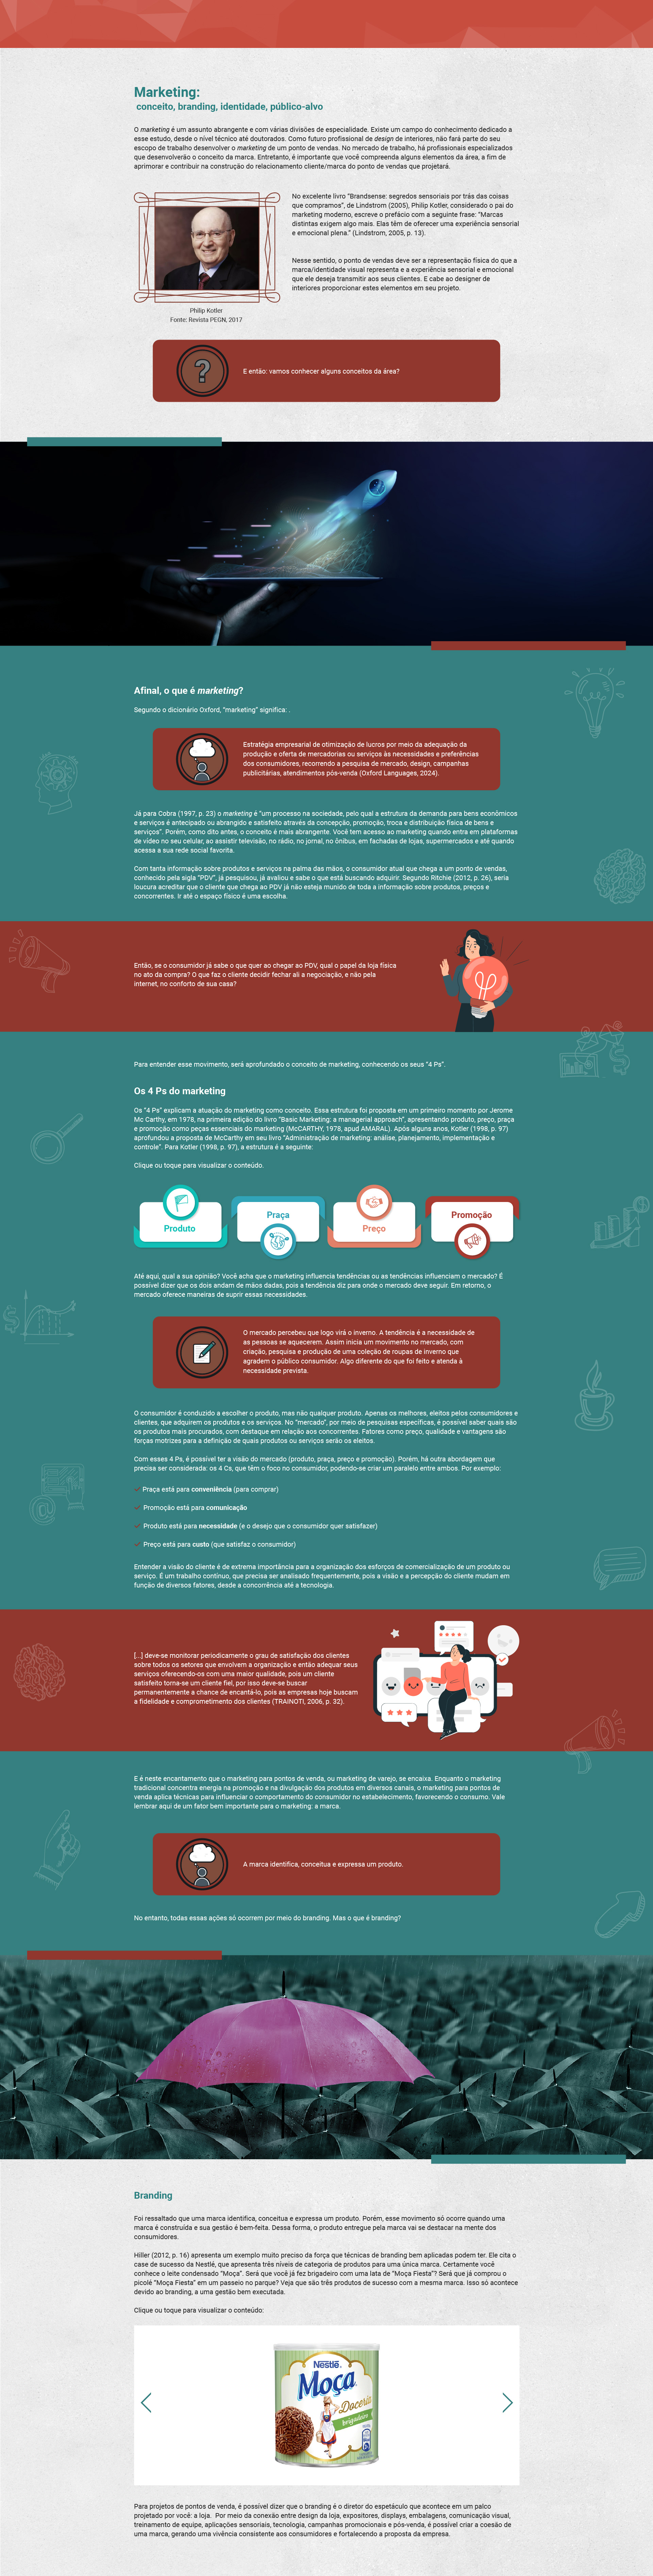 Marketing:
conceito, branding, identidade, público-alvo
O marketing é um assunto abrangente e com várias divisões de especialidade. Existe um campo do conhecimento dedicado a
esse estudo, desde o nível técnico até doutorados. Como futuro profissional de design de interiores, não fará parte do seu
escopo de trabalho desenvolver o marketing de um ponto de vendas. No mercado de trabalho, há profissionais especializados
que desenvolverão o conceito da marca. Entretanto, é importante que você compreenda alguns elementos da área, a fim de
aprimorar e contribuir na construção do relacionamento cliente/marca do ponto de vendas que projetará.
No excelente livro "Brandsense: segredos sensoriais por trás das coisas
que compramos", de Lindstrom (2005), Philip Kotler, considerado o pai do
marketing moderno, escreve o prefácio com a seguinte frase: "Marcas
distintas exigem algo mais. Elas têm de oferecer uma experiência sensorial
e emocional plena." (Lindstrom, 2005, p. 13).
Nesse sentido, o ponto de vendas deve ser a representação física do que a
marca/identidade visual representa e a experiência sensorial e emocional
que ele deseja transmitir aos seus clientes. E cabe ao designer de
interiores proporcionar estes elementos em seu projeto.
Philip Kotler
Fonte: Revista PEGN, 2017
?
E então: vamos conhecer alguns conceitos da área?
Afinal, o que é marketing?
Segundo o dicionário Oxford, "marketing" significa: .
Estratégia empresarial de otimização de lucros por meio da adequação da
produção e oferta de mercadorias ou serviços às necessidades e preferências
dos consumidores, recorrendo a pesquisa de mercado, design, campanhas
publicitárias, atendimentos pós-venda (Oxford Languages, 2024).
Já para Cobra (1997, p. 23) o marketing é "um processo na sociedade, pelo qual a estrutura da demanda para bens econômicos
e serviços é antecipado ou abrangido e satisfeito através da concepção, promoção, troca e distribuição física de bens e
serviços". Porém, como dito antes, o conceito é mais abrangente. Você tem acesso ao marketing quando entra em plataformas
de vídeo no seu celular, ao assistir televisão, no rádio, no jornal, no ônibus, em fachadas de lojas, supermercados e até quando
acessa a sua rede social favorita.
Com tanta informação sobre produtos e serviços na palma das mãos, o consumidor atual que chega a um ponto de vendas,
conhecido pela sigla "PDV", já pesquisou, já avaliou e sabe o que está buscando adquirir. Segundo Ritchie (2012, p. 26), seria
loucura acreditar que o cliente que chega ao PDV já não esteja munido de toda a informação sobre produtos, preços e
concorrentes. Ir até o espaço físico é uma escolha.
Então, se o consumidor já sabe o que quer ao chegar ao PDV, qual o papel da loja física
no ato da compra? O que faz o cliente decidir fechar ali a negociação, e não pela
internet, no conforto de sua casa?
Para entender esse movimento, será aprofundado o conceito de marketing, conhecendo os seus "4 Ps".
Os 4 Ps do marketing
Os "4 Ps" explicam a atuação do marketing como conceito. Essa estrutura foi proposta em um primeiro momento por Jerome
Mc Carthy, em 1978, na primeira edição do livro "Basic Marketing: a managerial approach", apresentando produto, preço, praça
e promoção como peças essenciais do marketing (McCARTHY, 1978, apud AMARAL). Após alguns anos, Kotler (1998, p. 97)
aprofundou a proposta de McCarthy em seu livro "Administração de marketing: análise, planejamento, implementação e
controle". Para Kotler (1998, p. 97), a estrutura é a seguinte:
Clique ou toque para visualizar o conteúdo.
Produto
Praça
Preço
Promoção
Até aqui, qual a sua opinião? Você acha que o marketing influencia tendências ou as tendências influenciam o mercado? É
possível dizer que os dois andam de mãos dadas, pois uma tendência diz para onde o mercado deve seguir. Em retorno, o
mercado oferece maneiras de suprir essas necessidades.
O mercado percebeu que logo virá o inverno. A tendência é a necessidade de
as pessoas se aquecerem. Assim inicia um movimento no mercado, com
criação, pesquisa e produção de uma coleção de roupas de inverno que
agradem o público consumidor. Algo diferente do que foi feito e atenda à
necessidade prevista.
O consumidor é conduzido a escolher o produto, mas não qualquer produto. Apenas os melhores, eleitos pelos consumidores e
clientes, que adquirem os produtos e os serviços. No "mercado", por meio de pesquisas específicas, é possível saber quais são
os produtos mais procurados, com destaque em relação aos concorrentes. Fatores como preço, qualidade e vantagens são
forças motrizes para a definição de quais produtos ou serviços serão os eleitos.
Com esses 4 Ps, é possível ter a visão do mercado (produto, praça, preço e promoção). Porém, há outra abordagem que
precisa ser considerada: os 4 Cs, que têm o foco no consumidor, podendo-se criar um paralelo entre ambos. Por exemplo:
Praça está para conveniência (para comprar)
Promoção está para comunicação
Produto está para necessidade (e o desejo que o consumidor quer satisfazer)
Preço está para custo (que satisfaz o consumidor)
Entender a visão do cliente é de extrema importância para a organização dos esforços de comercialização de um produto ou
serviço. É um trabalho contínuo, que precisa ser analisado frequentemente, pois a visão e a percepção do cliente mudam em
função de diversos fatores, desde a concorrência até a tecnologia.
[...] deve-se monitorar periodicamente o grau de satisfação dos clientes
sobre todos os setores que envolvem a organização e então adequar seus
serviços oferecendo-os com uma maior qualidade, pois um cliente
satisfeito torna-se um cliente fiel, por isso deve-se buscar
permanentemente a chance de encantá-lo, pois as empresas hoje buscam
a fidelidade e comprometimento dos clientes (TRAINOTI, 2006, p. 32).
E é neste encantamento que o marketing para pontos de venda, ou marketing de varejo, se encaixa. Enquanto o marketing
tradicional concentra energia na promoção e na divulgação dos produtos em diversos canais, o marketing para pontos de
venda aplica técnicas para influenciar o comportamento do consumidor no estabelecimento, favorecendo o consumo. Vale
lembrar aqui de um fator bem importante para o marketing: a marca.
A marca identifica, conceitua e expressa um produto.
No entanto, todas essas ações só ocorrem por meio do branding. Mas o que é branding?
Branding
Foi ressaltado que uma marca identifica, conceitua e expressa um produto. Porém, esse movimento só ocorre quando uma
marca é construída e sua gestão é bem-feita. Dessa forma, o produto entregue pela marca vai se destacar na mente dos
consumidores.
Hiller (2012, p. 16) apresenta um exemplo muito preciso da força que técnicas de branding bem aplicadas podem ter. Ele cita o
case de sucesso da Nestlé, que apresenta três níveis de categoria de produtos para uma única marca. Certamente você
conhece o leite condensado "Moça". Será que você já fez brigadeiro com uma lata de "Moça Fiesta"? Será que já comprou o
picolé "Moça Fiesta" em um passeio no parque? Veja que são três produtos de sucesso com a mesma marca. Isso só acontece
devido ao branding, a uma gestão bem executada.
Clique ou toque para visualizar o conteúdo:
Nestlé
Moça
Doceria
brigadeiro
Para projetos de pontos de venda, é possível dizer que o branding é o diretor do espetáculo que acontece em um palco
projetado por você: a loja. Por meio da conexão entre design da loja, expositores, displays, embalagens, comunicação visual,
treinamento de equipe, aplicações sensoriais, tecnologia, campanhas promocionais e pós-venda, é possível criar a coesão de
uma marca, gerando uma vivência consistente aos consumidores e fortalecendo a proposta da empresa.